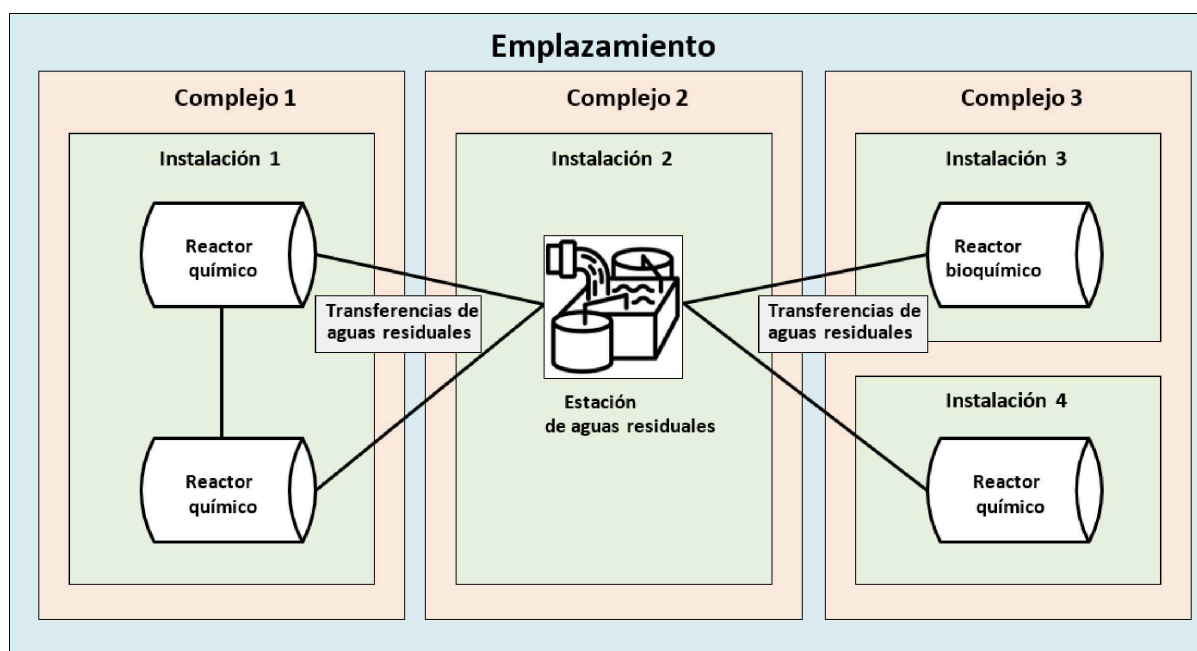 Emplazamiento
Complejo 1
Instalación 1
Reactor
químico
Transferencias de
aguas residuales
Reactor
químico
Complejo 2
Instalación 2
Estación
de aguas residuales
Complejo 3
Instalación 3
Reactor
bioquímico
Transferencias de
aguas residuales
Instalación 4
Reactor
químico